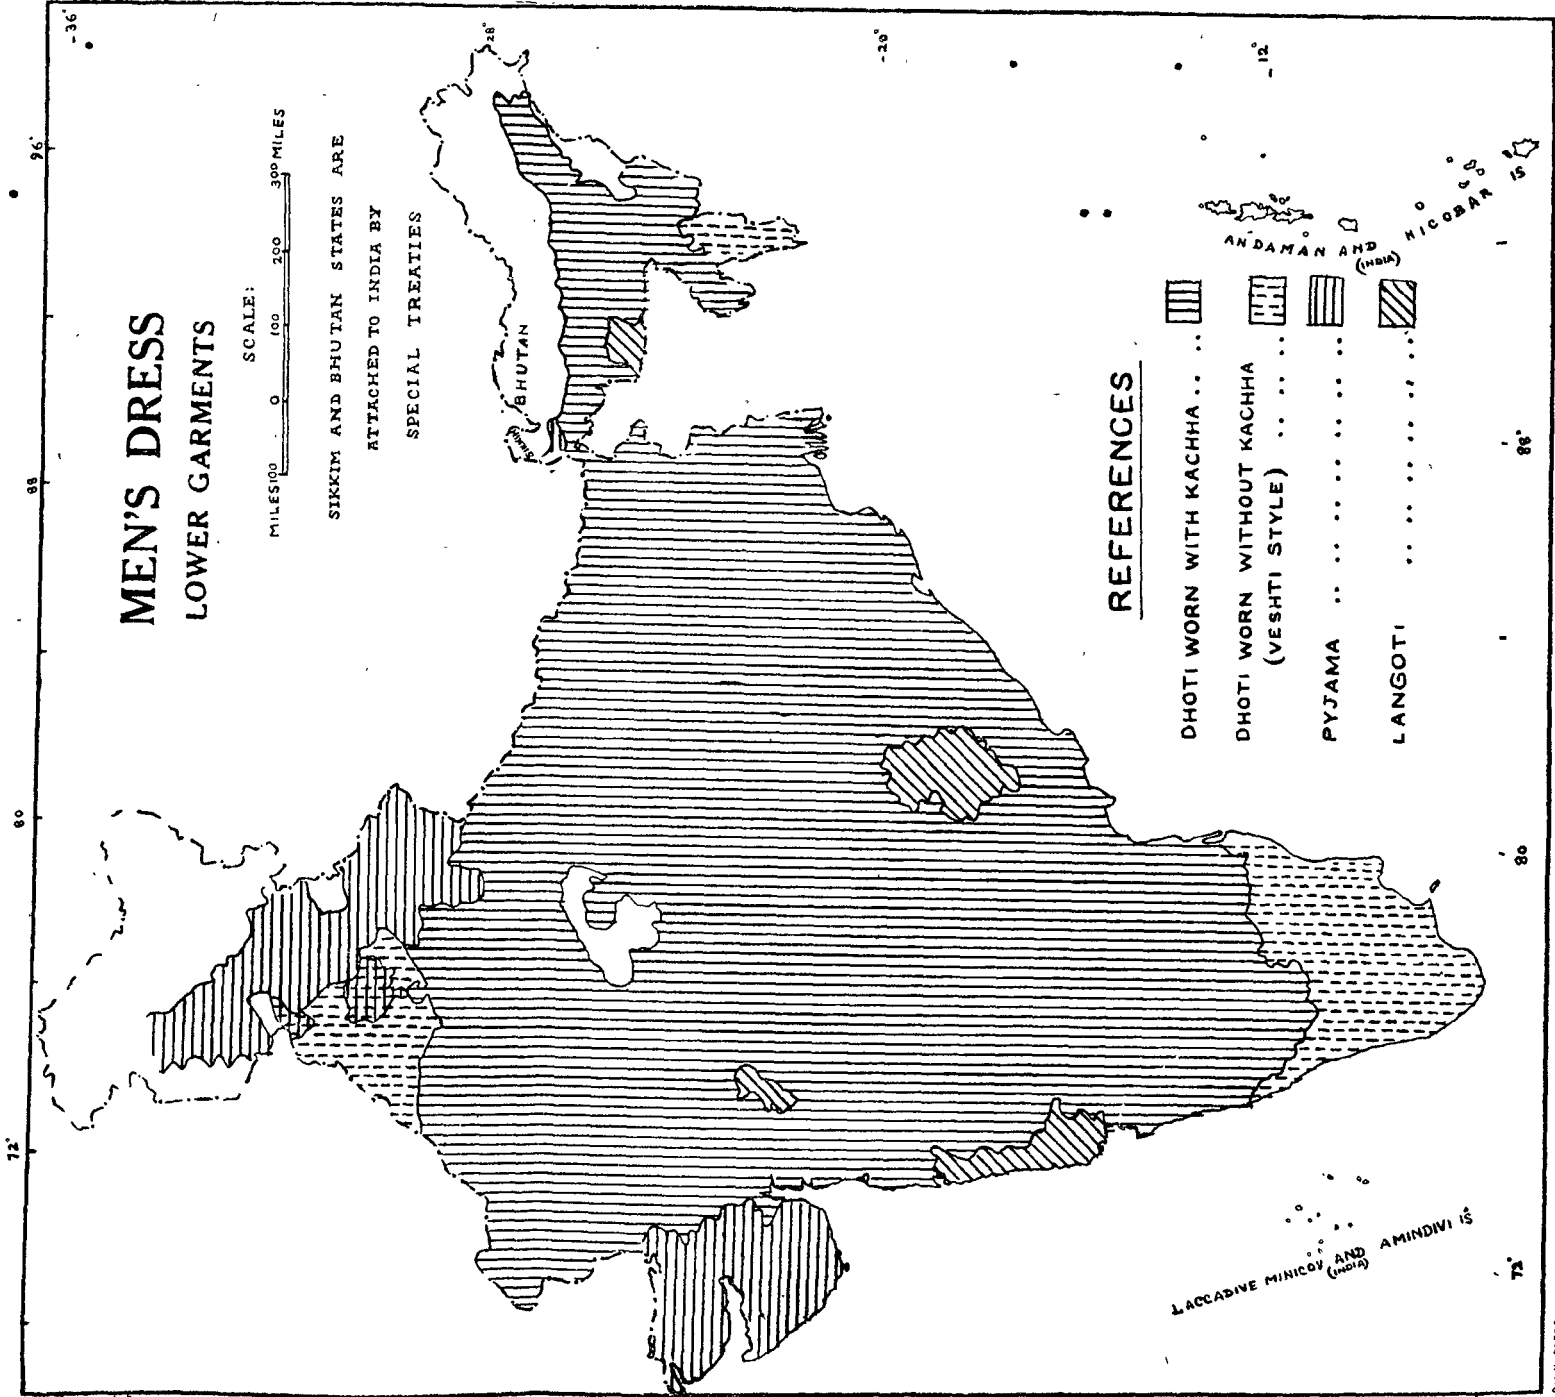 MEN'S DRESS
LOWER GARMENTS
SCALE:
MILES100 0 100 200 300 MILES
SIKKIM AND BHUTAN STATES ARE
ATTACHED TO INDIA BY
SPECIAL TREATIES
72° 80 88 96°
-36°
28°
-20°
-12°
SIKKIM
BHUTAN
REFERENCES
DHOTI WORN WITH KACHHA .. ..
DHOTI WORN WITHOUT KACHHA
(VESHTI STYLE) .. .. ..
PYJAMA .. .. .. .. .. .. ..
LANGOTI .. .. .. .. .. ..
ANDAMAN AND NICOBAR IS
(INDIA)
LACCADIVE MINICOY AND AMINDIVI IS
(INDIA)
72° 80 88°